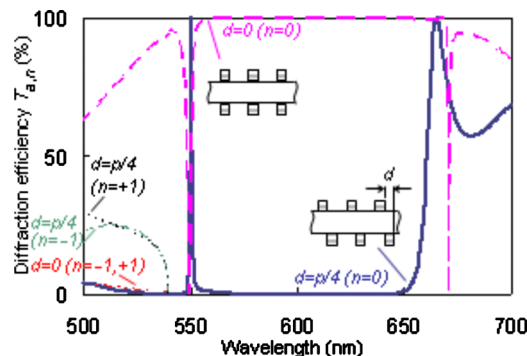 Diffraction efficiency Ta,n (%)
100
50
0
d=0 (n=0)
d=p/4
(n=+1)
d=p/4
(n=−1)
d=0 (n=−1,+1)
d
d=p/4 (n=0)
500 550 600 650 700
Wavelength (nm)